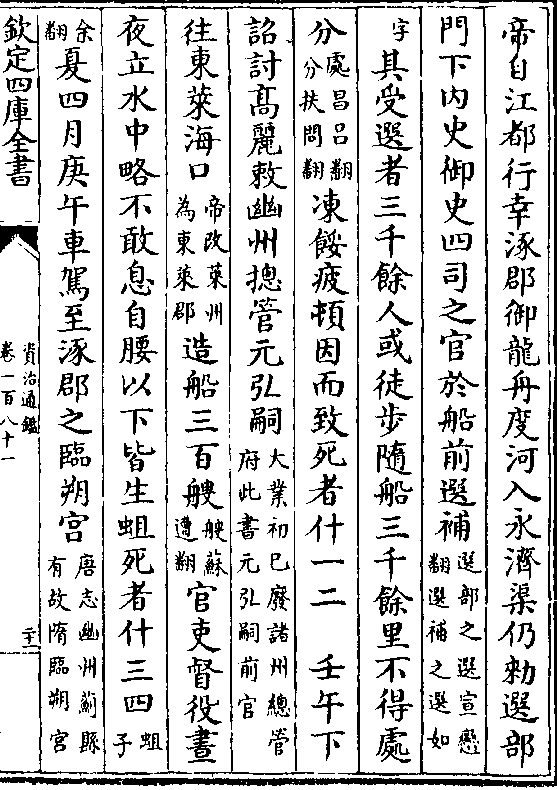 帝自江都行幸涿郡御龍舟度河入永濟渠仍勅選部
門下内史御史四司之官於船前選補選部之選宣戀翻選補之選如
字其受選者三千餘人或徒步隨船三千餘里不得處
分處昌吕翻分扶問翻凍餒疲頓因而致死者什一二　壬午下
詔討髙麗敕幽州摠管元弘嗣大業初已廢諸州總管府此書元弘嗣前官
往東萊海口帝改萊州為東萊郡造船三百艘艘蘇遭翻官吏督役晝
夜立水中略不敢息自腰以下皆生蛆死者什三四蛆子
余翻夏四月庚午車駕至涿郡之臨朔宫唐志幽州薊縣有故隋臨朔宫
欽定四庫全書
資治通鑑
卷一百八十一